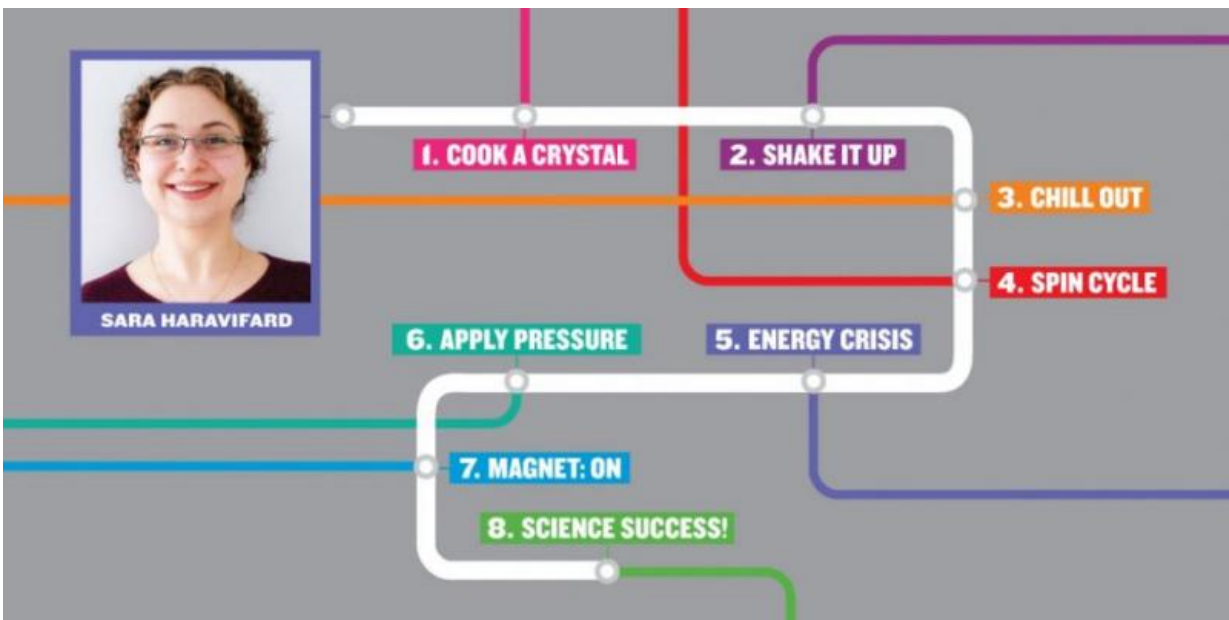 SARA HARAVIFARD
1. COOK A CRYSTAL
2. SHAKE IT UP
3. CHILL OUT
4. SPIN CYCLE
5. ENERGY CRISIS
6. APPLY PRESSURE
7. MAGNET: ON
8. SCIENCE SUCCESS!